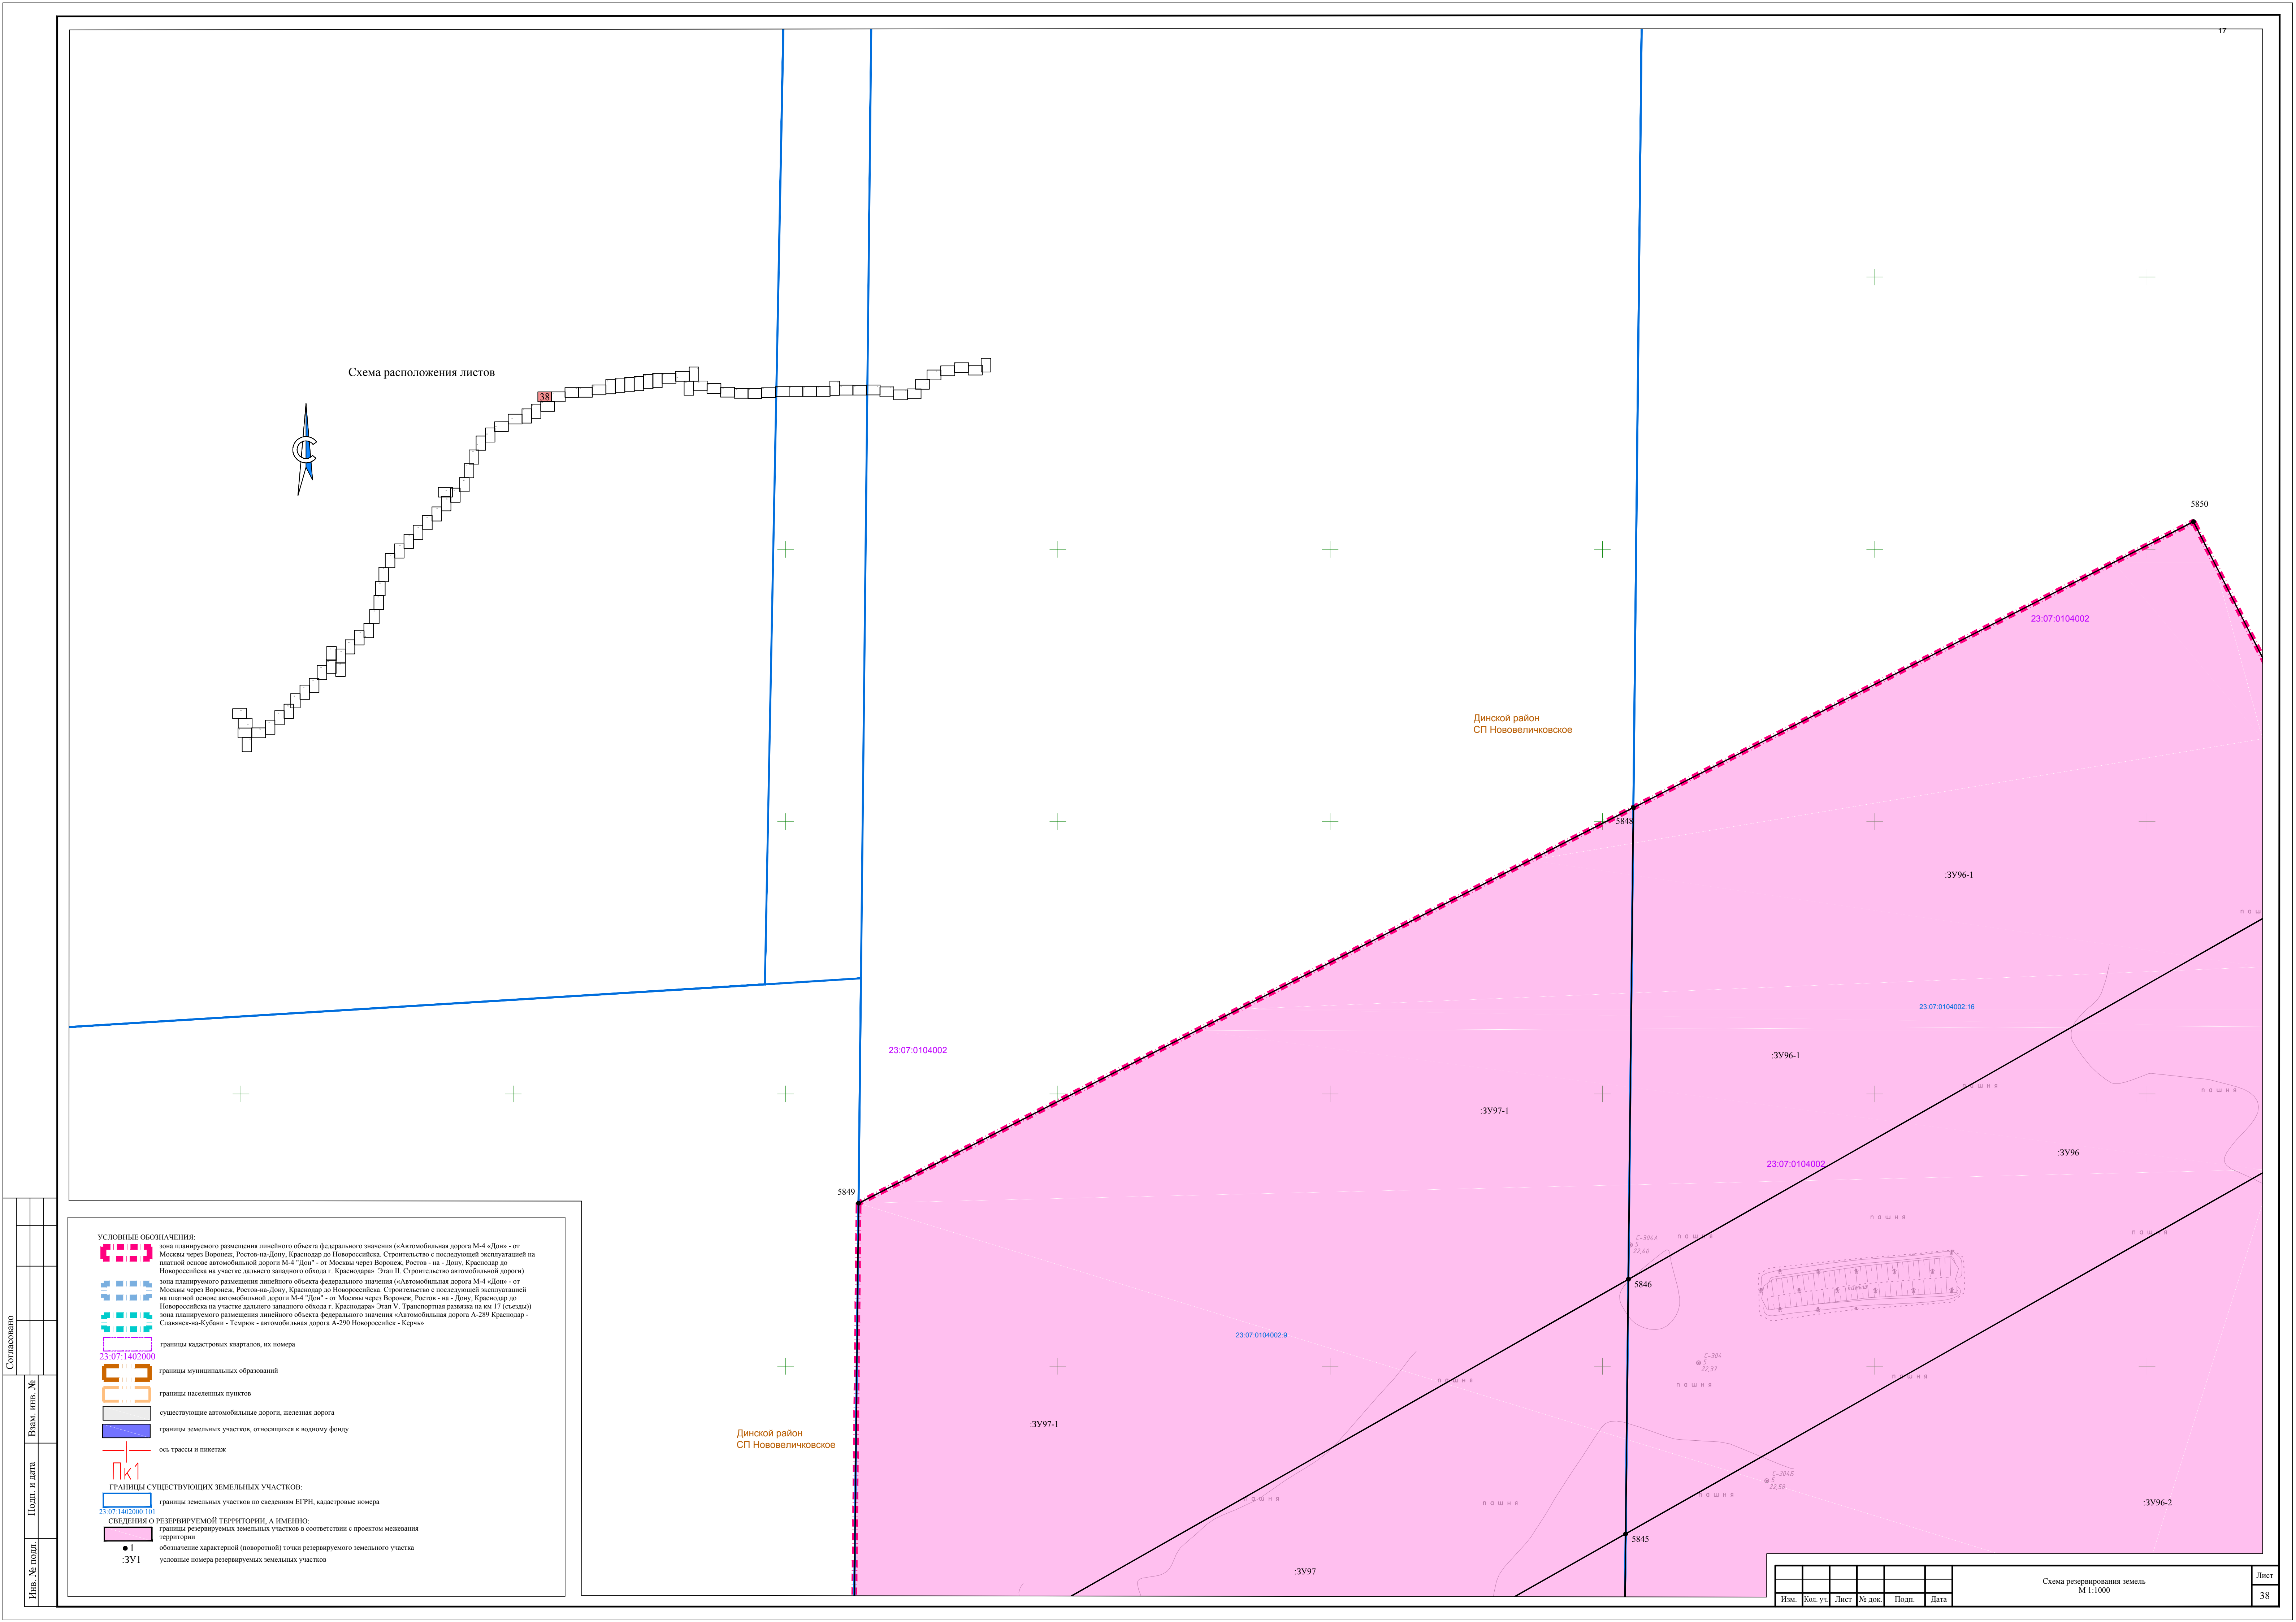 17
Схема расположения листов
38
5850
23:07:0104002
Динской район
СП Нововеличковское
5848
:ЗУ96-1
п а ш
23:07:0104002:16
23:07:0104002
:ЗУ96-1
п а ш н я
п а ш н я
:ЗУ97-1
:ЗУ96
23:07:0104002
5849
п а ш н я
п а ш н я
п а ш н я
С-304А
5
22,40
5846
23:07:0104002:9
С-304
5
22,33
п а ш н я
п а ш н я
п а ш н я
:ЗУ97-1
Динской район
СП Нововеличковское
С-304Б
5
22,58
п а ш н я
п а ш н я
п а ш н я
:ЗУ96-2
5845
:ЗУ97
УСЛОВНЫЕ ОБОЗНАЧЕНИЯ:
зона планируемого размещения линейного объекта федерального значения («Автомобильная дорога М-4 «Дон» - от
Москвы через Воронеж, Ростов-на-Дону, Краснодар до Новороссийска. Строительство с последующей эксплуатацией на
платной основе автомобильной дороги М-4 "Дон" - от Москвы через Воронеж, Ростов - на - Дону, Краснодар до
Новороссийска на участке дальнего западного обхода г. Краснодара» Этап II. Строительство автомобильной дороги)
зона планируемого размещения линейного объекта федерального значения («Автомобильная дорога М-4 «Дон» - от
Москвы через Воронеж, Ростов-на-Дону, Краснодар до Новороссийска. Строительство с последующей эксплуатацией
на платной основе автомобильной дороги М-4 "Дон" - от Москвы через Воронеж, Ростов - на - Дону, Краснодар до
Новороссийска на участке дальнего западного обхода г. Краснодара» Этап V. Транспортная развязка на км 17 (съезды))
зона планируемого размещения линейного объекта федерального значения «Автомобильная дорога А-289 Краснодар -
Славянск-на-Кубани - Темрюк - автомобильная дорога А-290 Новороссийск - Керчь»
границы кадастровых кварталов, их номера
23:07:1402000
границы муниципальных образований
границы населенных пунктов
существующие автомобильные дороги, железная дорога
границы земельных участков, относящихся к водному фонду
ось трассы и пикетаж
Пк1
ГРАНИЦЫ СУЩЕСТВУЮЩИХ ЗЕМЕЛЬНЫХ УЧАСТКОВ:
границы земельных участков по сведениям ЕГРН, кадастровые номера
23:07:1402000:101
СВЕДЕНИЯ О РЕЗЕРВИРУЕМОЙ ТЕРРИТОРИИ, А ИМЕННО:
границы резервируемых земельных участков в соответствии с проектом межевания
территории
1 обозначение характерной (поворотной) точки резервируемого земельного участка
:ЗУ1 условные номера резервируемых земельных участков
Согласовано
Взам. инв. №
Подп. и дата
Инв. № подл.
Изм. Кол. уч. Лист № док. Подп. Дата
Схема резервирования земель
М 1:1000
Лист
38